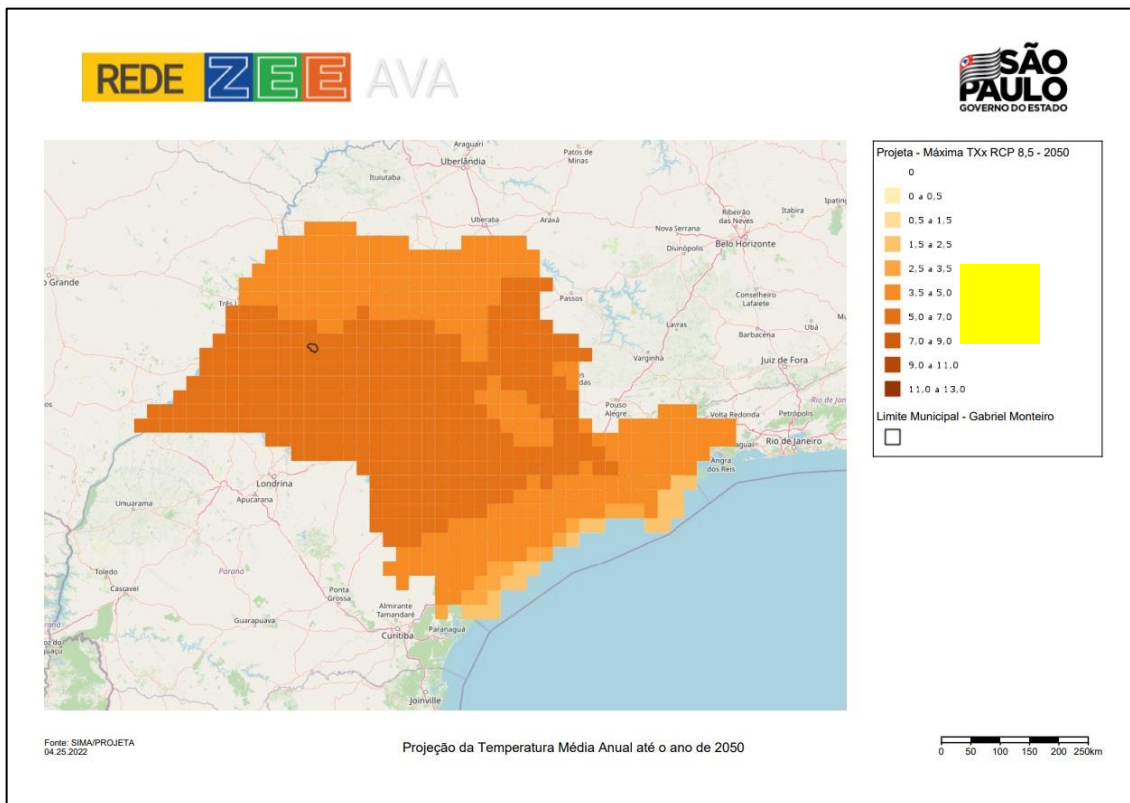 REDE ZEE AVA
SÃO
PAULO
GOVERNO DO ESTADO
Araguari
Uberlândia
Patos de
Minas
Ituiutaba
Uberaba
Araxá
Nova Serrana
Ribeirão
das Neves
Itabira
Ipating
Divinópolis
Belo Horizonte
o Grande
Três L
Passos
Conselheiro
Lafaiete
Lavras
Barbacena
Ubá
Mu
Varginha
Juiz de Fora
Pouso
Alegre
Volta Redonda
Petrópolis
Rio de Janeiro
Angra
dos Reis
Londrina
Apucarana
Umuarama
Toledo
Cascavel
Paraná
Ponta
Grossa
Guarapuava
Almirante
Tamandaré
Curitiba
Paranaguá
Joinville
Projeta - Máxima TXx RCP 8,5 - 2050
0
0 a 0,5
0,5 a 1,5
1,5 a 2,5
2,5 a 3,5
3,5 a 5,0
5,0 a 7,0
7,0 a 9,0
9,0 a 11,0
11,0 a 13,0
Limite Municipal - Gabriel Monteiro
Fonte: SIMA/PROJETA
04.25.2022
Projeção da Temperatura Média Anual até o ano de 2050
0 50 100 150 200 250km